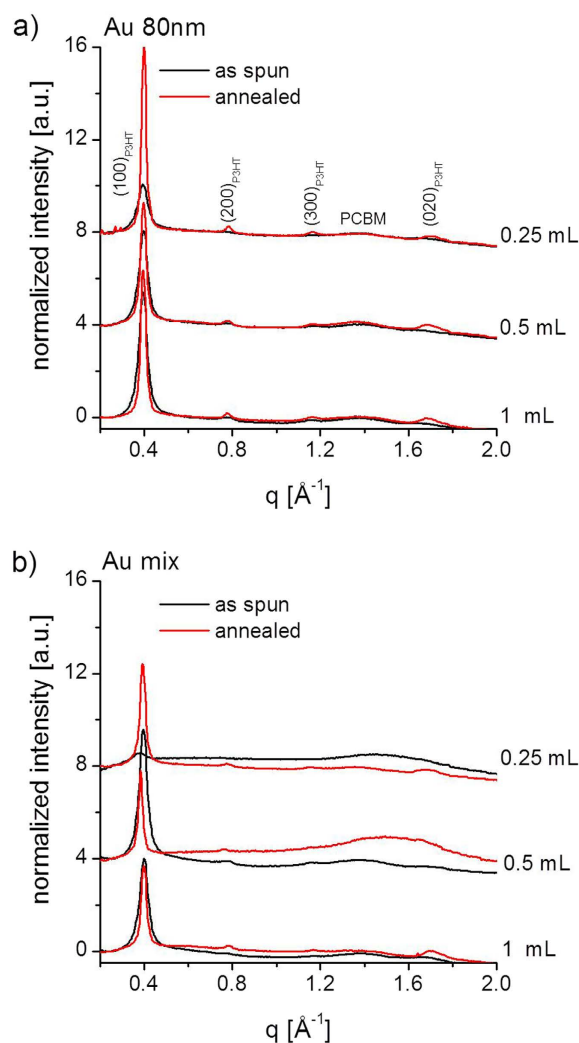 a)
Au 80nm
16
as spun
annealed
12
(100)P3HT
(200)P3HT
(300)P3HT
PCBM
(020)P3HT
8
0.25 mL
4
0.5 mL
0
1 mL
normalized intensity [a.u.]
0.4 0.8 1.2 1.6 2.0
q [Å-1]
b)
Au mix
16
as spun
annealed
12
8
0.25 mL
4
0.5 mL
0
1 mL
normalized intensity [a.u.]
0.4 0.8 1.2 1.6 2.0
q [Å-1]